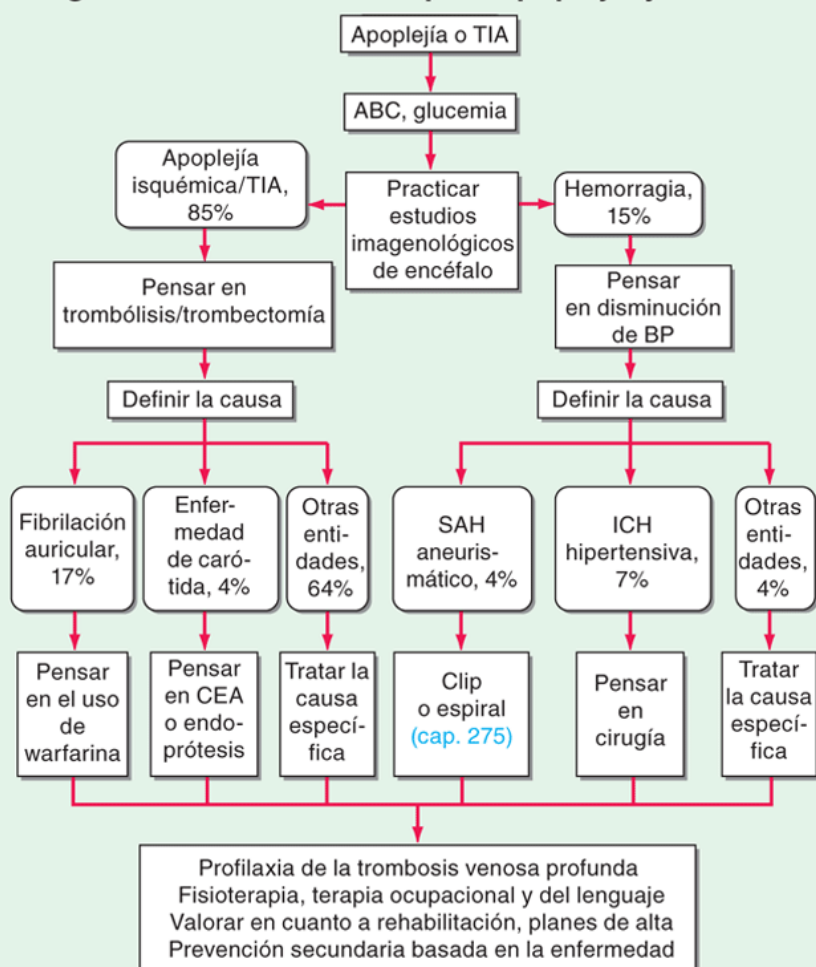 Apoplejía o TIA
ABC, glucemia
Apoplejía
isquémica/TIA,
85%
Practicar
estudios
imagenológicos
de encéfalo
Hemorragia,
15%
Pensar en
trombólisis/trombectomía
Pensar
en disminución
de BP
Definir la causa
Definir la causa
Fibrilación
auricular,
17%
Enfer-
medad
de caró-
tida, 4%
Otras
enti-
dades,
64%
SAH
aneuris-
mático, 4%
ICH
hipertensiva,
7%
Otras
enti-
dades,
4%
Pensar
en el uso
de
warfarina
Pensar
en CEA
o endo-
prótesis
Tratar la
causa
especí-
fica
Clip
o espiral
(cap. 275)
Pensar
en
cirugía
Tratar
la causa
especí-
fica
Profilaxia de la trombosis venosa profunda
Fisioterapia, terapia ocupacional y del lenguaje
Valorar en cuanto a rehabilitación, planes de alta
Prevención secundaria basada en la enfermedad